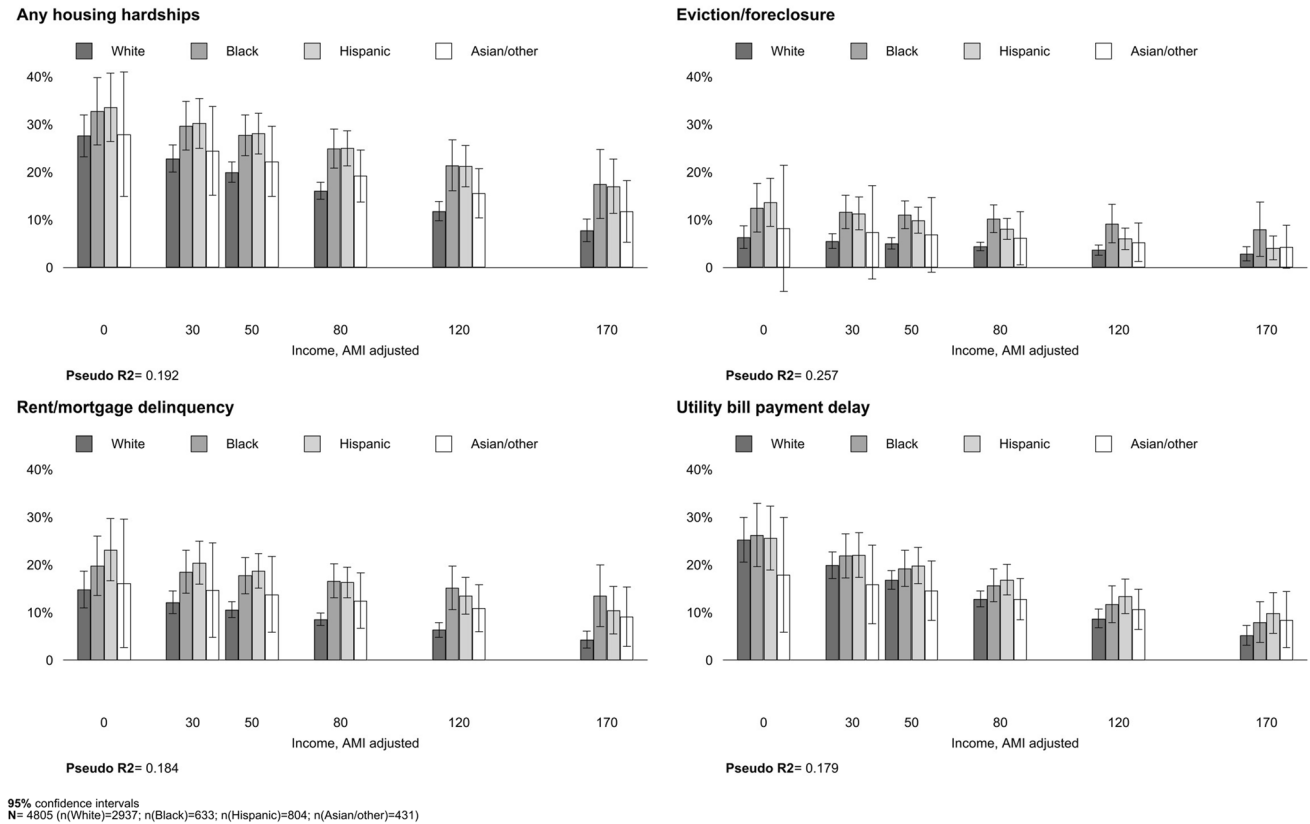 Any housing hardships
White Black Hispanic Asian/other
40%
30%
20%
10%
0
0 30 50 80 120 170
Income, AMI adjusted
Pseudo R2= 0.192
Eviction/foreclosure
White Black Hispanic Asian/other
40%
30%
20%
10%
0
0 30 50 80 120 170
Income, AMI adjusted
Pseudo R2= 0.257
Rent/mortgage delinquency
White Black Hispanic Asian/other
40%
30%
20%
10%
0
0 30 50 80 120 170
Income, AMI adjusted
Pseudo R2= 0.184
Utility bill payment delay
White Black Hispanic Asian/other
40%
30%
20%
10%
0
0 30 50 80 120 170
Income, AMI adjusted
Pseudo R2= 0.179
95% confidence intervals
N= 4805 (n(White)=2937; n(Black)=633; n(Hispanic)=804; n(Asian/other)=431)